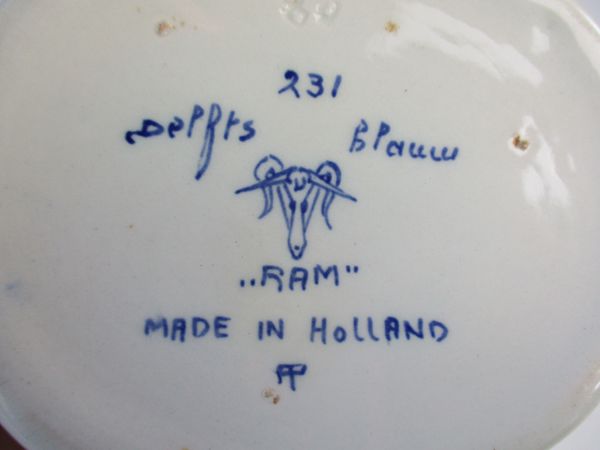 231
Delfts Blauw
„RAM"
MADE IN HOLLAND